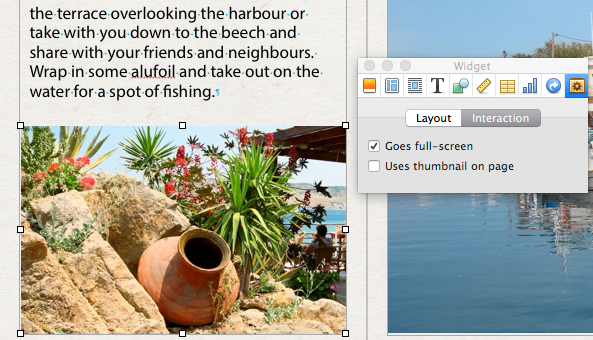 the terrace overlooking the harbour or
take with you down to the beech and
share with your friends and neighbours.
Wrap in some alufoil and take out on the
water for a spot of fishing.
Widget
T
Layout
Interaction
Goes full-screen
Uses thumbnail on page